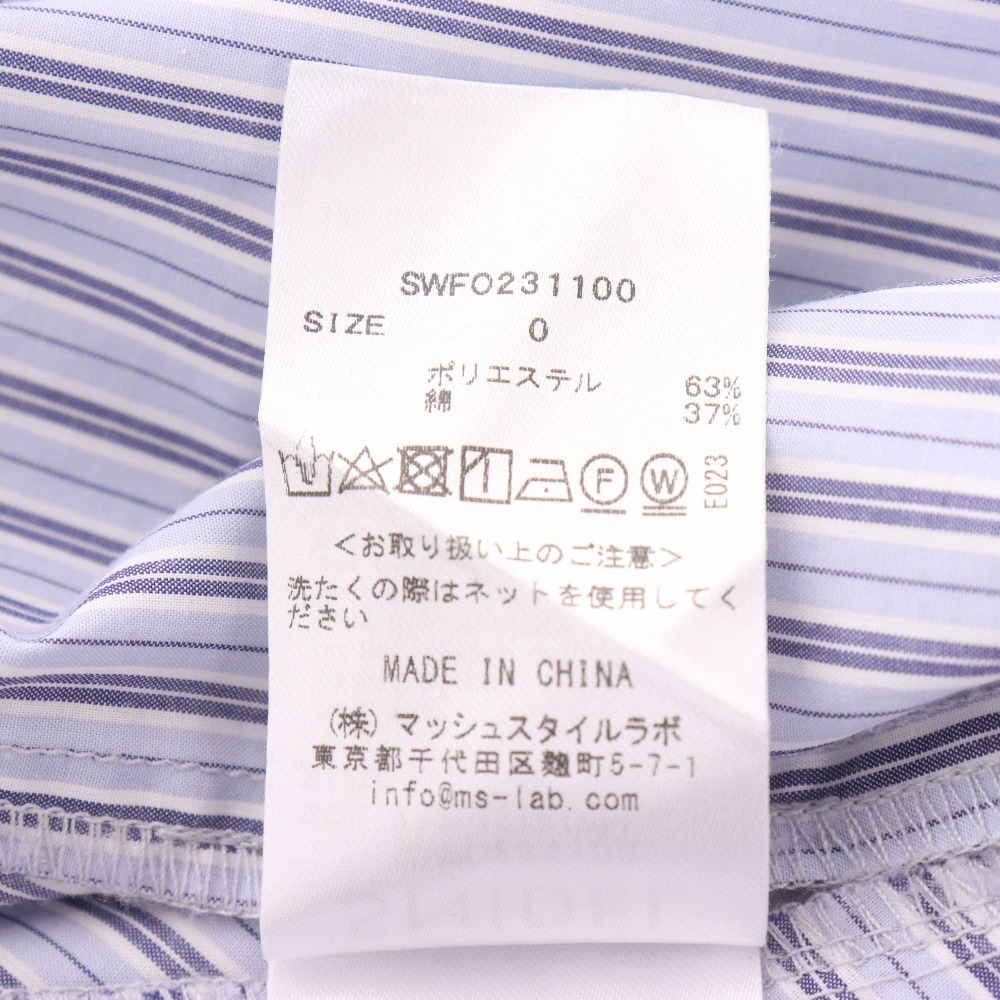 SWFO231100
SIZE 0
ポリエステル 63%
綿 37%
F W E023
<お取り扱い上のご注意>
洗たくの際はネットを使用してく
ださい
MADE IN CHINA
(株) マッシュスタイルラボ
東京都千代田区麹町5-7-1
info@ms-lab.com
SNIDEL